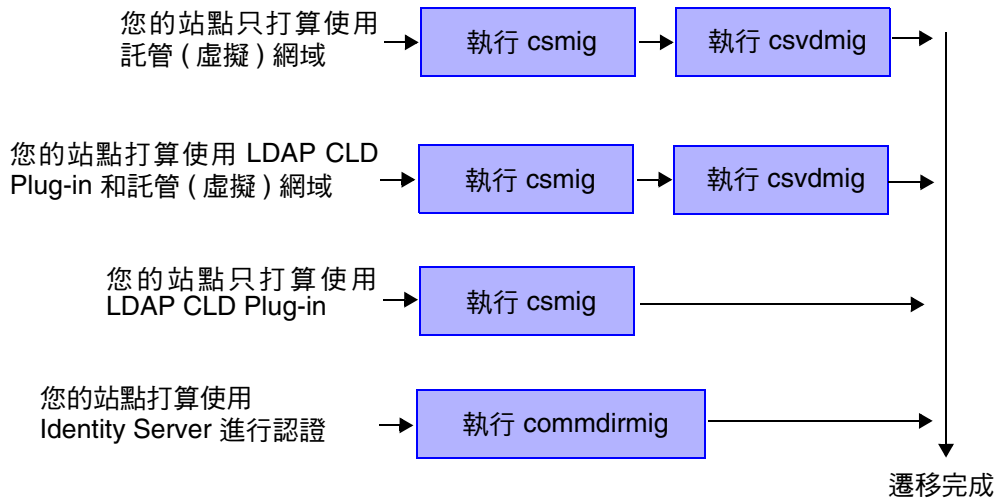 您的站點只打算使用
託管 ( 虛擬 ) 網域
執行 csmig
執行 csvdmig
您的站點打算使用 LDAP CLD
Plug-in 和託管 ( 虛擬 ) 網域
執行 csmig
執行 csvdmig
您的站點只打算使用
LDAP CLD Plug-in
執行 csmig
您的站點打算使用
Identity Server 進行認證
執行 commdirmig
遷移完成